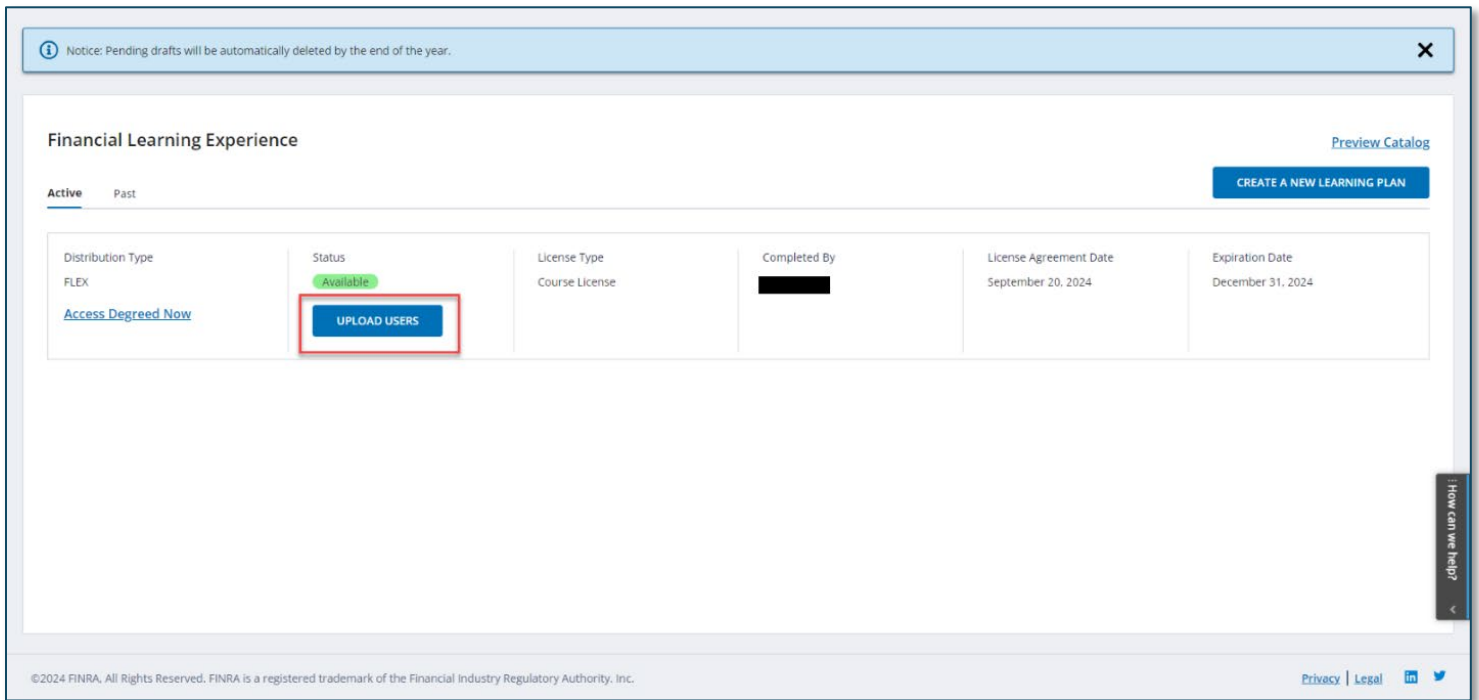 Notice: Pending drafts will be automatically deleted by the end of the year.
Financial Learning Experience
Preview Catalog
CREATE A NEW LEARNING PLAN
Active Past
Distribution Type Status License Type Completed By License Agreement Date Expiration Date
FLEX Available Course License September 20, 2024 December 31, 2024
Access Degreed Now UPLOAD USERS
How can we help?
©2024 FINRA, All Rights Reserved. FINRA is a registered trademark of the Financial Industry Regulatory Authority. Inc. Privacy | Legal